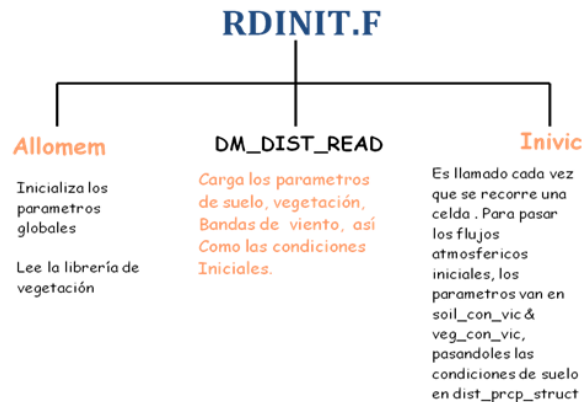 RDINIT.F
Allomem
Inicializa los
parametros
globales
Lee la librería de
vegetación
DM_DIST_READ
Carga los parametros
de suelo, vegetación,
Bandas de viento, así
Como las condiciones
Iniciales.
Inivic
Es llamado cada vez
que se recorre una
celda . Para pasar
los flujos
atmosfericos
iniciales, los
parametros van en
soil_con_vic &
veg_con_vic,
pasandoles las
condiciones de suelo
en dist_prcp_struct